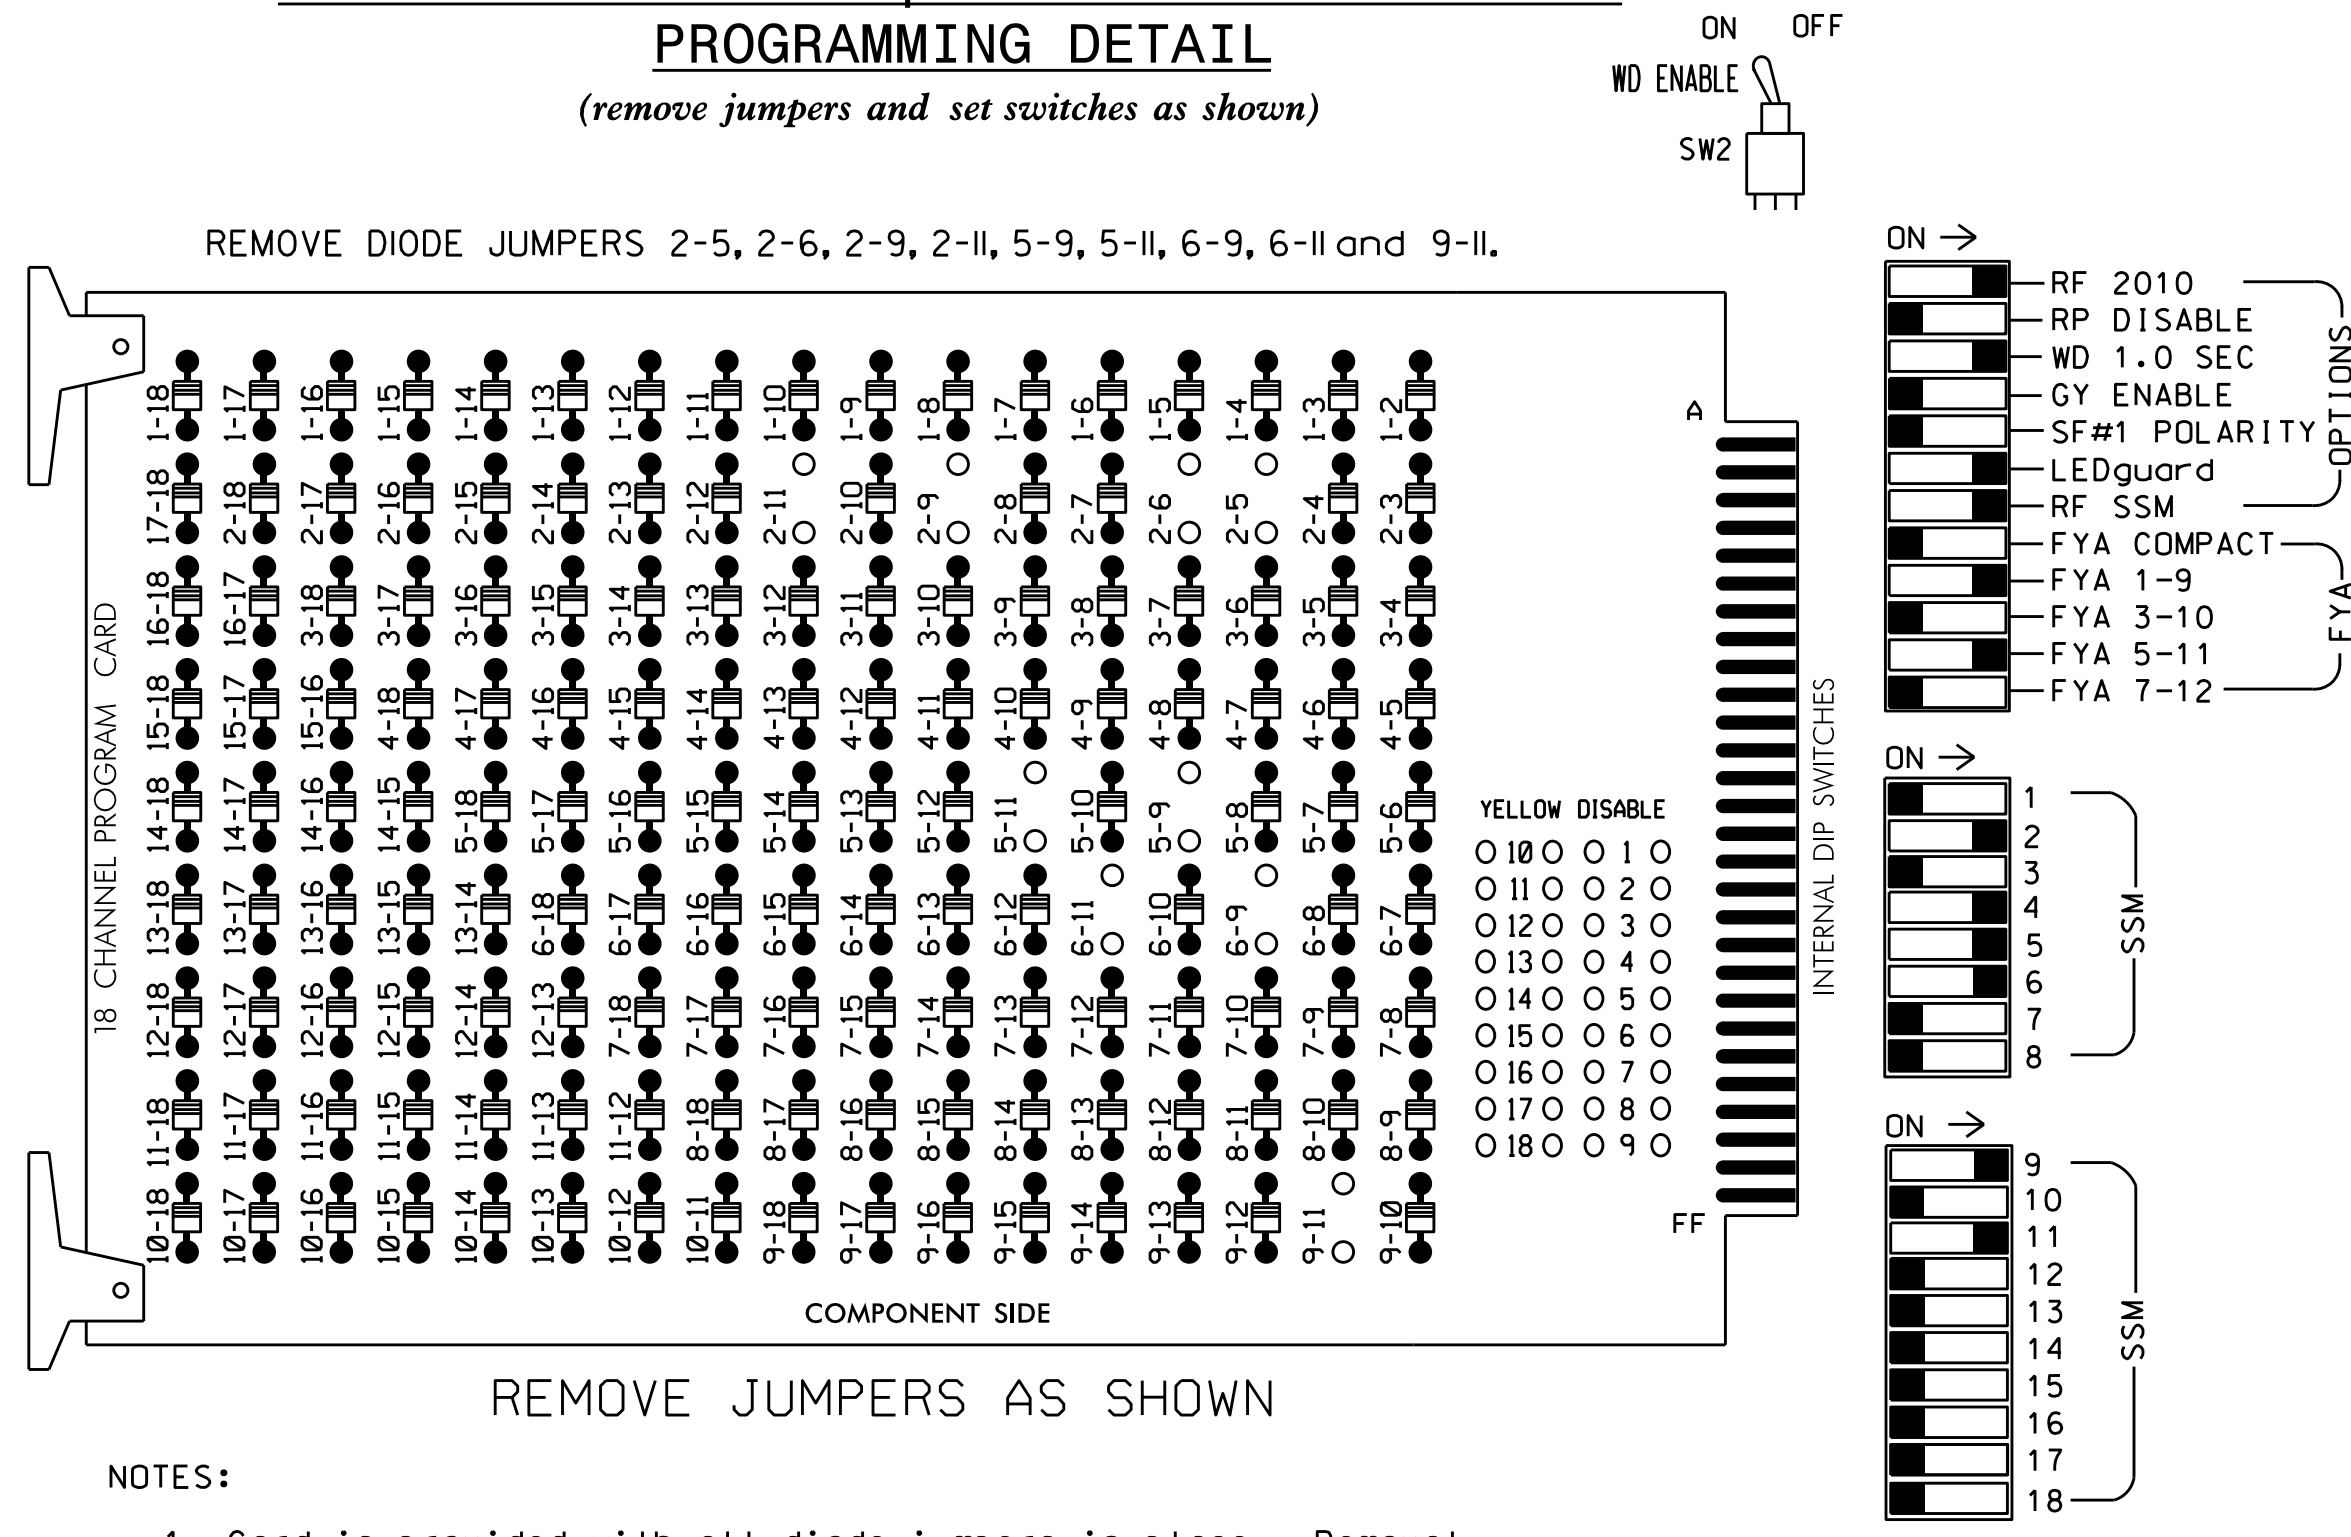 PROGRAMMING DETAIL
(remove jumpers and set switches as shown)
ON OFF
WD ENABLE
SW2
REMOVE DIODE JUMPERS 2-5, 2-6, 2-9, 2-11, 5-9, 5-11, 6-9, 6-11 and 9-11.
18 CHANNEL PROGRAM CARD
1-18 1-17 1-16 1-15 1-14 1-13 1-12 1-11 1-10 1-9 1-8 1-7 1-6 1-5 1-4 1-3 1-2
17-18 2-18 2-17 2-16 2-15 2-14 2-13 2-12 2-11 2-10 2-9 2-8 2-7 2-6 2-5 2-4 2-3
16-18 16-17 3-18 3-17 3-16 3-15 3-14 3-13 3-12 3-11 3-10 3-9 3-8 3-7 3-6 3-5 3-4
15-18 15-17 15-16 4-18 4-17 4-16 4-15 4-14 4-13 4-12 4-11 4-10 4-9 4-8 4-7 4-6 4-5
14-18 14-17 14-16 14-15 5-18 5-17 5-16 5-15 5-14 5-13 5-12 5-11 5-10 5-9 5-8 5-7 5-6
13-18 13-17 13-16 13-15 13-14 6-18 6-17 6-16 6-15 6-14 6-13 6-12 6-11 6-10 6-9 6-8 6-7
12-18 12-17 12-16 12-15 12-14 12-13 7-18 7-17 7-16 7-15 7-14 7-13 7-12 7-11 7-10 7-9 7-8
11-18 11-17 11-16 11-15 11-14 11-13 11-12 8-18 8-17 8-16 8-15 8-14 8-13 8-12 8-11 8-10 8-9
10-18 10-17 10-16 10-15 10-14 10-13 10-12 10-11 9-18 9-17 9-16 9-15 9-14 9-13 9-12 9-11 9-10
A
YELLOW DISABLE
10 1
11 2
12 3
13 4
14 5
15 6
16 7
17 8
18 9
FF
COMPONENT SIDE
INTERNAL DIP SWITCHES
ON
RF 2010
RP DISABLE
WD 1.0 SEC
GY ENABLE
SF#1 POLARITY
LEDguard
RF SSM
OPTIONS
FYA COMPACT
FYA 1-9
FYA 3-10
FYA 5-11
FYA 7-12
FYA
ON
1
2
3
4
5
6
7
8
SSM
ON
9
10
11
12
13
14
15
16
17
18
SSM
REMOVE JUMPERS AS SHOWN
NOTES: